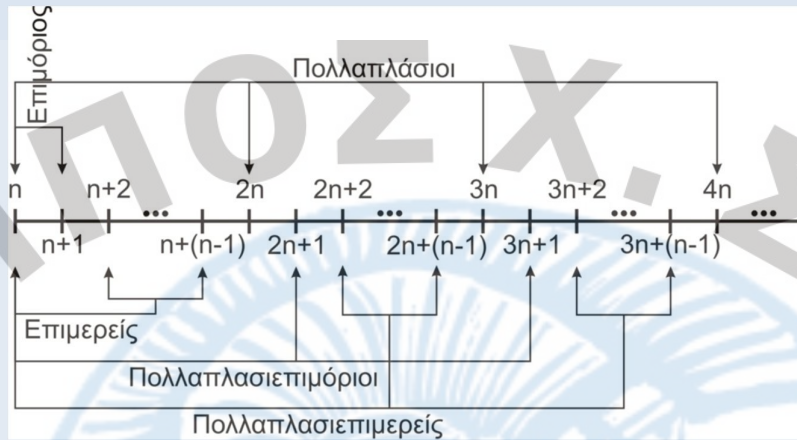 Επιμόριος
Πολλαπλάσιοι
n n+2 ... 2n 2n+2 ... 3n 3n+2 ... 4n ...
n+1 n+(n-1) 2n+1 2n+(n-1) 3n+1 3n+(n-1)
Επιμερείς
Πολλαπλασιεπιμόριοι
Πολλαπλασιεπιμερείς